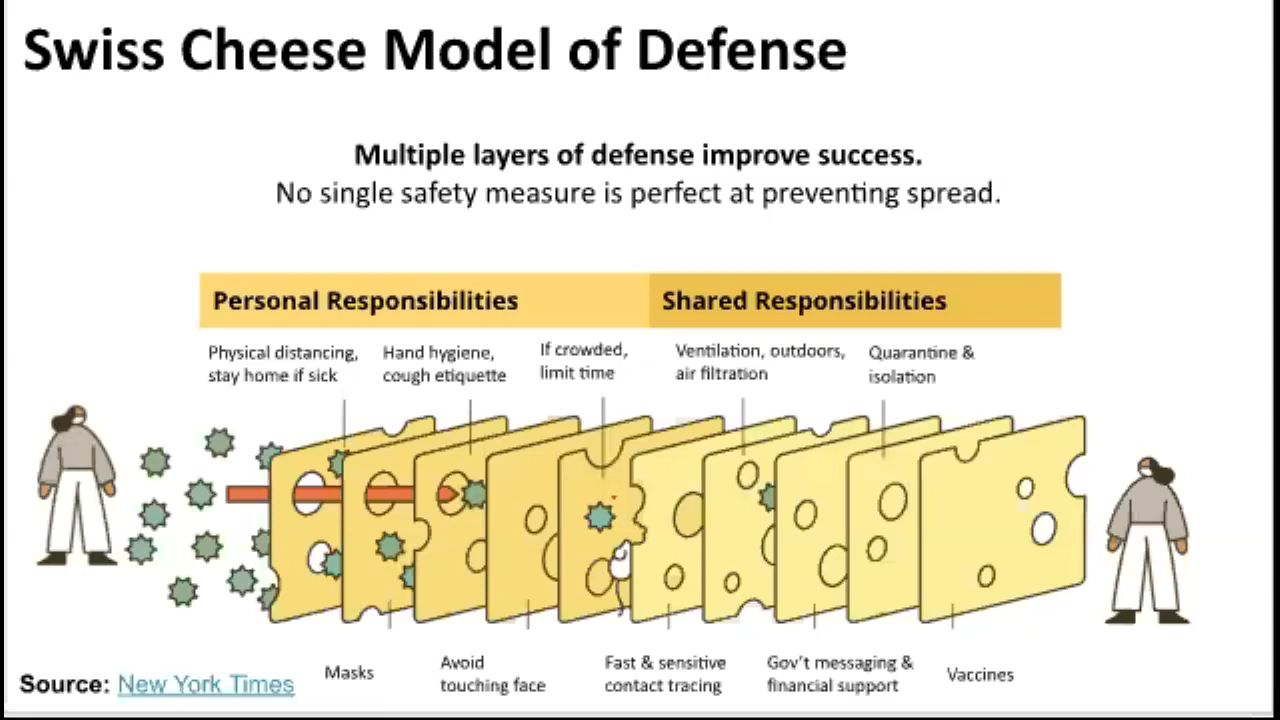 Swiss Cheese Model of Defense
Multiple layers of defense improve success.
No single safety measure is perfect at preventing spread.
Personal Responsibilities
Shared Responsibilities
Physical distancing,
stay home if sick
Hand hygiene,
cough etiquette
If crowded,
limit time
Ventilation, outdoors,
air filtration
Quarantine &
isolation
Masks
Avoid
touching face
Fast & sensitive
contact tracing
Gov't messaging &
financial support
Vaccines
Source: New York Times